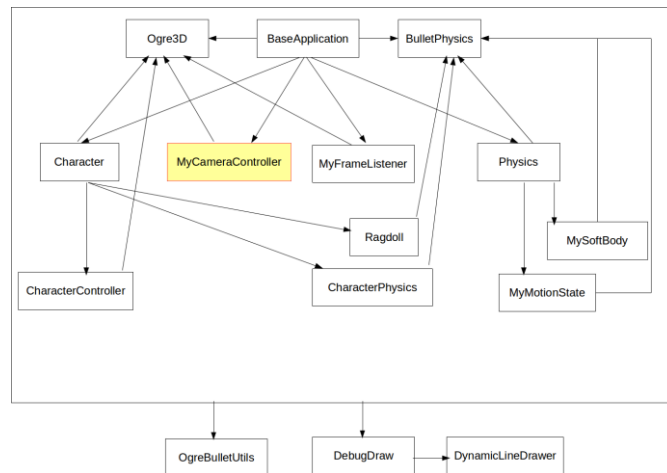 Ogre3D
BaseApplication
BulletPhysics
Character
MyCameraController
MyFrameListener
Physics
Ragdoll
MySoftBody
CharacterController
CharacterPhysics
MyMotionState
OgreBulletUtils
DebugDraw
DynamicLineDrawer